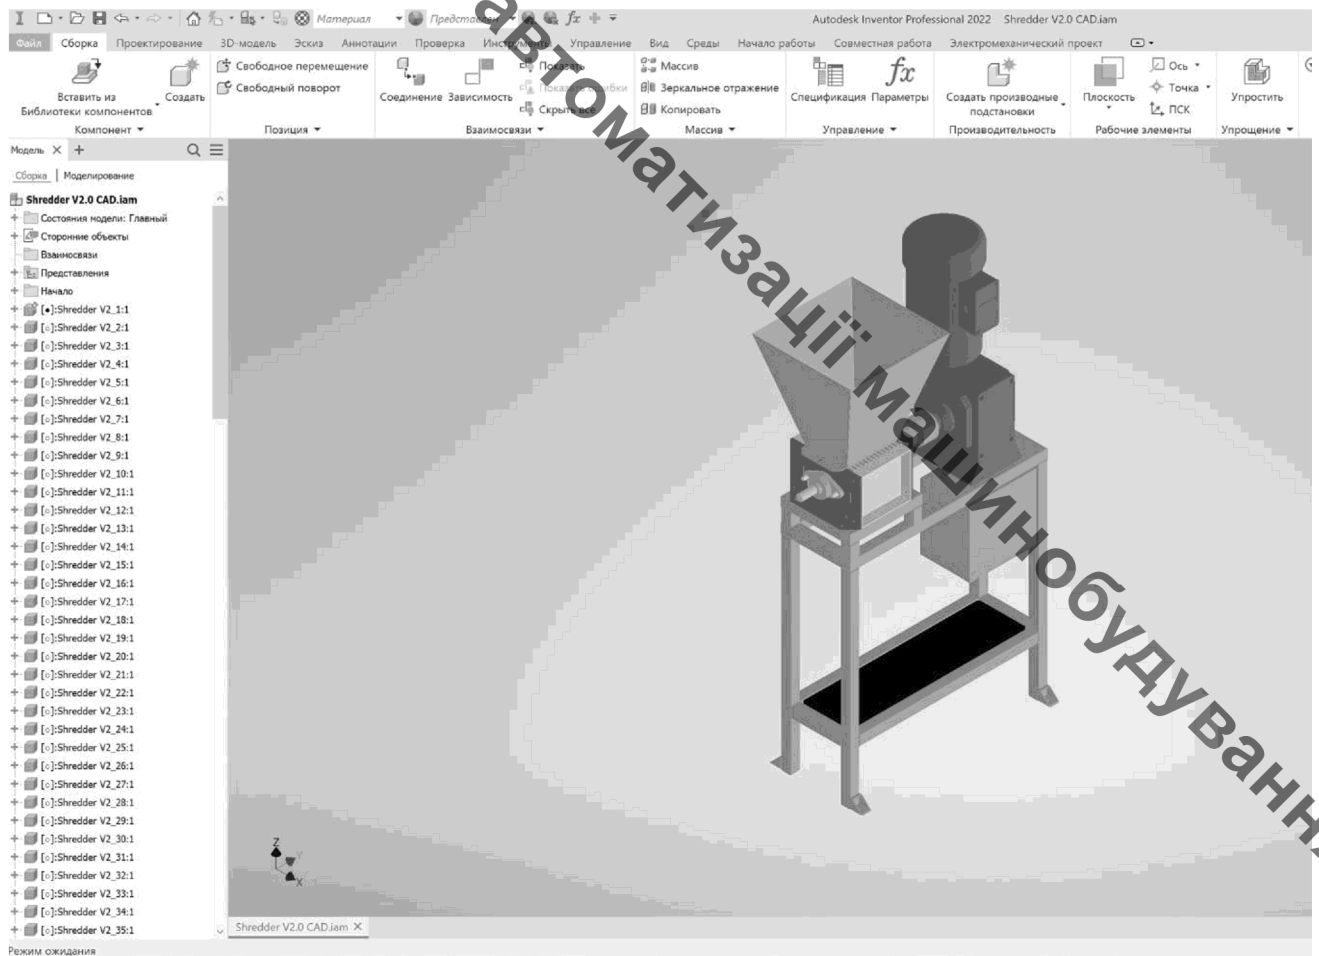 Материал
Представлен
Autodesk Inventor Professional 2022 Shredder V2.0 CAD.iam
Файл Сборка Проектирование 3D-модель Эскиз Аннотации Проверка Инструменты Управление Вид Среды Начало работы Совместная работа Электромеханический проект
Вставить из Библиотеки компонентов
Создать
Компонент
Свободное перемещение
Свободный поворот
Позиция
Соединение Зависимость
Показать
Показать ошибки
Скрыть все
Взаимосвязи
Массив
Зеркальное отражение
Копировать
Массив
Спецификация Параметры
Управление
Создать производные подстановки
Производительность
Плоскость
Ось
Точка
ПСК
Рабочие элементы
Упростить
Упрощение
Модель
Сборка | Моделирование
Shredder V2.0 CAD.iam
Состояния модели: Главный
Сторонние объекты
Взаимосвязи
Представления
Начало
[•]:Shredder V2_1:1
[○]:Shredder V2_2:1
[○]:Shredder V2_3:1
[○]:Shredder V2_4:1
[○]:Shredder V2_5:1
[○]:Shredder V2_6:1
[○]:Shredder V2_7:1
[○]:Shredder V2_8:1
[○]:Shredder V2_9:1
[○]:Shredder V2_10:1
[○]:Shredder V2_11:1
[○]:Shredder V2_12:1
[○]:Shredder V2_13:1
[○]:Shredder V2_14:1
[○]:Shredder V2_15:1
[○]:Shredder V2_16:1
[○]:Shredder V2_17:1
[○]:Shredder V2_18:1
[○]:Shredder V2_19:1
[○]:Shredder V2_20:1
[○]:Shredder V2_21:1
[○]:Shredder V2_22:1
[○]:Shredder V2_23:1
[○]:Shredder V2_24:1
[○]:Shredder V2_25:1
[○]:Shredder V2_26:1
[○]:Shredder V2_27:1
[○]:Shredder V2_28:1
[○]:Shredder V2_29:1
[○]:Shredder V2_30:1
[○]:Shredder V2_31:1
[○]:Shredder V2_32:1
[○]:Shredder V2_33:1
[○]:Shredder V2_34:1
[○]:Shredder V2_35:1
автоматизації машинобудуванн
Z
Y
X
Shredder V2.0 CAD.iam
Режим ожидания